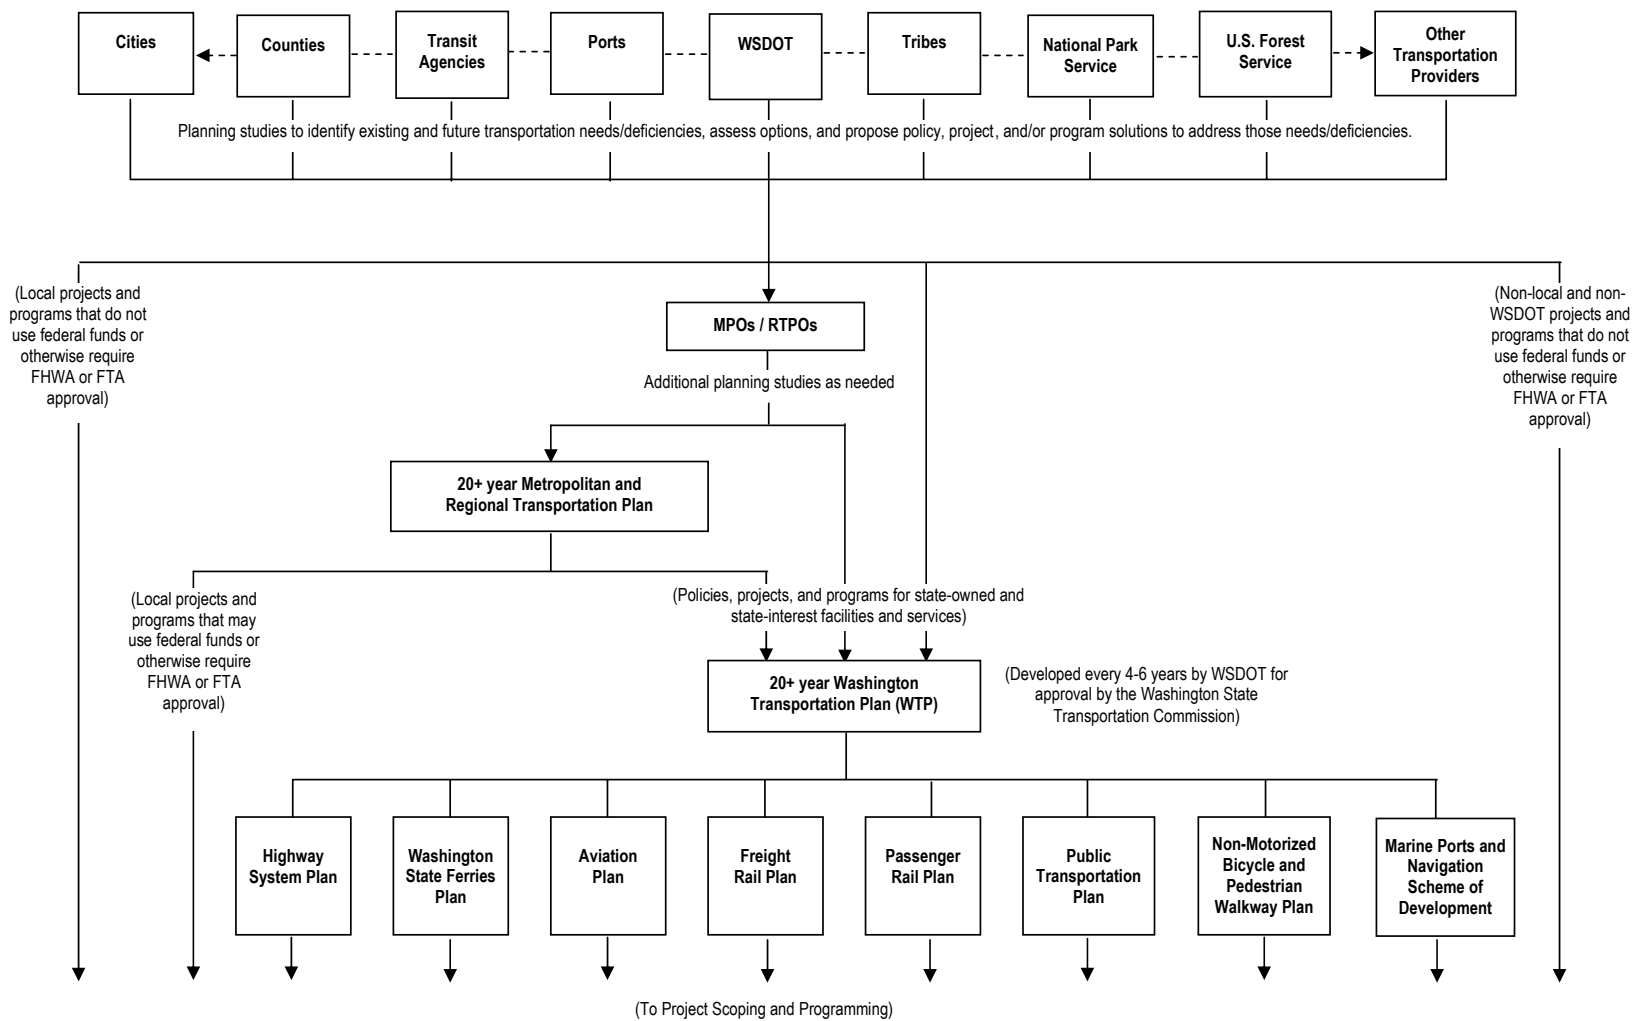 Cities
Counties
Transit
Agencies
Ports
WSDOT
Tribes
National Park
Service
U.S. Forest
Service
Other
Transportation
Providers
Planning studies to identify existing and future transportation needs/deficiencies, assess options, and propose policy, project, and/or program solutions to address those needs/deficiencies.
(Local projects and
programs that do not
use federal funds or
otherwise require
FHWA or FTA
approval)
MPOs / RTPOs
(Non-local and non-
WSDOT projects and
programs that do not
use federal funds or
otherwise require
FHWA or FTA
approval)
Additional planning studies as needed
20+ year Metropolitan and
Regional Transportation Plan
(Local projects and
programs that may
use federal funds or
otherwise require
FHWA or FTA
approval)
(Policies, projects, and programs for state-owned and
state-interest facilities and services)
20+ year Washington
Transportation Plan (WTP)
(Developed every 4-6 years by WSDOT for
approval by the Washington State
Transportation Commission)
Highway
System Plan
Washington
State Ferries
Plan
Aviation
Plan
Freight
Rail Plan
Passenger
Rail Plan
Public
Transportation
Plan
Non-Motorized
Bicycle and
Pedestrian
Walkway Plan
Marine Ports and
Navigation
Scheme of
Development
(To Project Scoping and Programming)